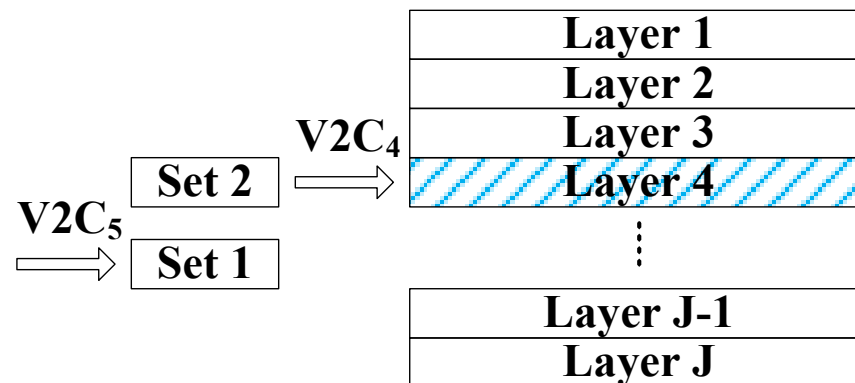 Layer 1
Layer 2
Layer 3
V2C₄
Set 2
Layer 4
V2C₅
Set 1
Layer J-1
Layer J